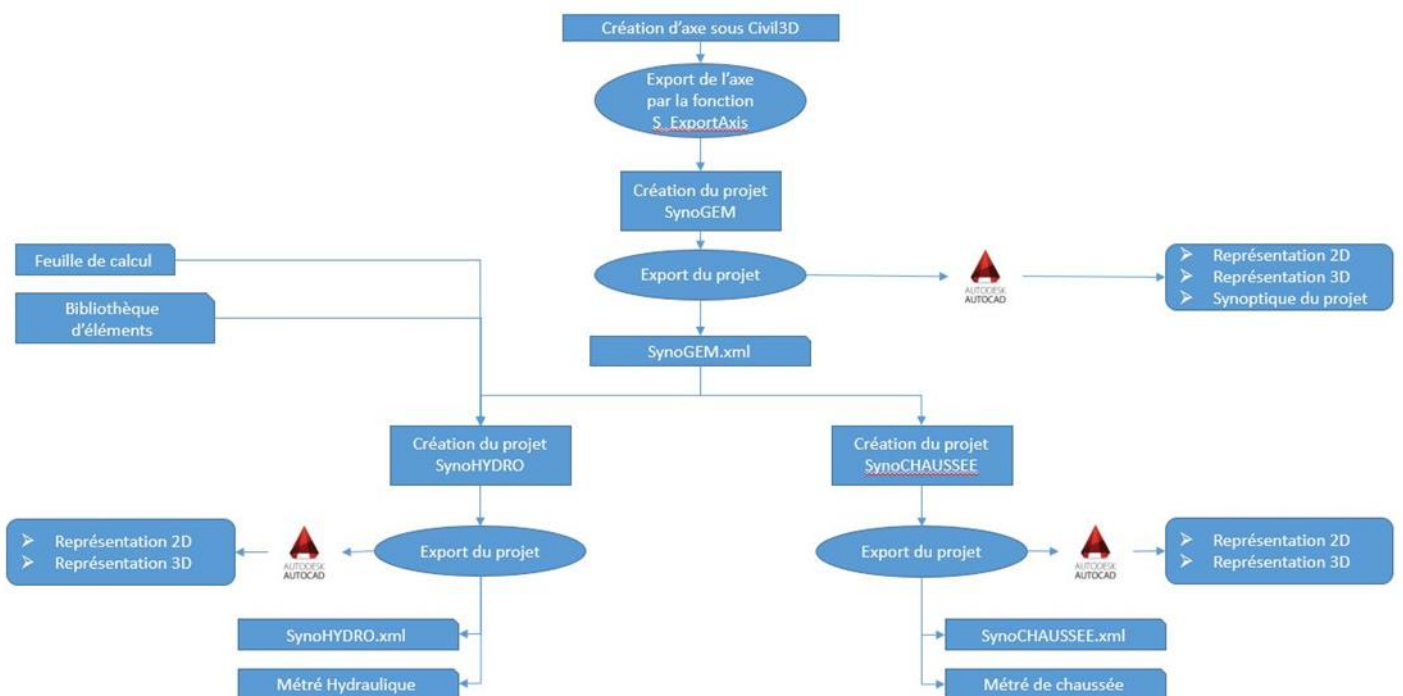 Création d'axe sous Civil3D
Export de l'axe
par la fonction
S_ExportAxis
Création du projet
SynoGEM
Feuille de calcul
Bibliothèque
d'éléments
Export du projet
AUTODESK
AUTOCAD
Représentation 2D
Représentation 3D
Synoptique du projet
SynoGEM.xml
Création du projet
SynoHYDRO
Création du projet
SynoCHAUSSEE
Représentation 2D
Représentation 3D
AUTODESK
AUTOCAD
Export du projet
Export du projet
AUTODESK
AUTOCAD
Représentation 2D
Représentation 3D
SynoHYDRO.xml
SynoCHAUSSEE.xml
Métré Hydraulique
Métré de chaussée